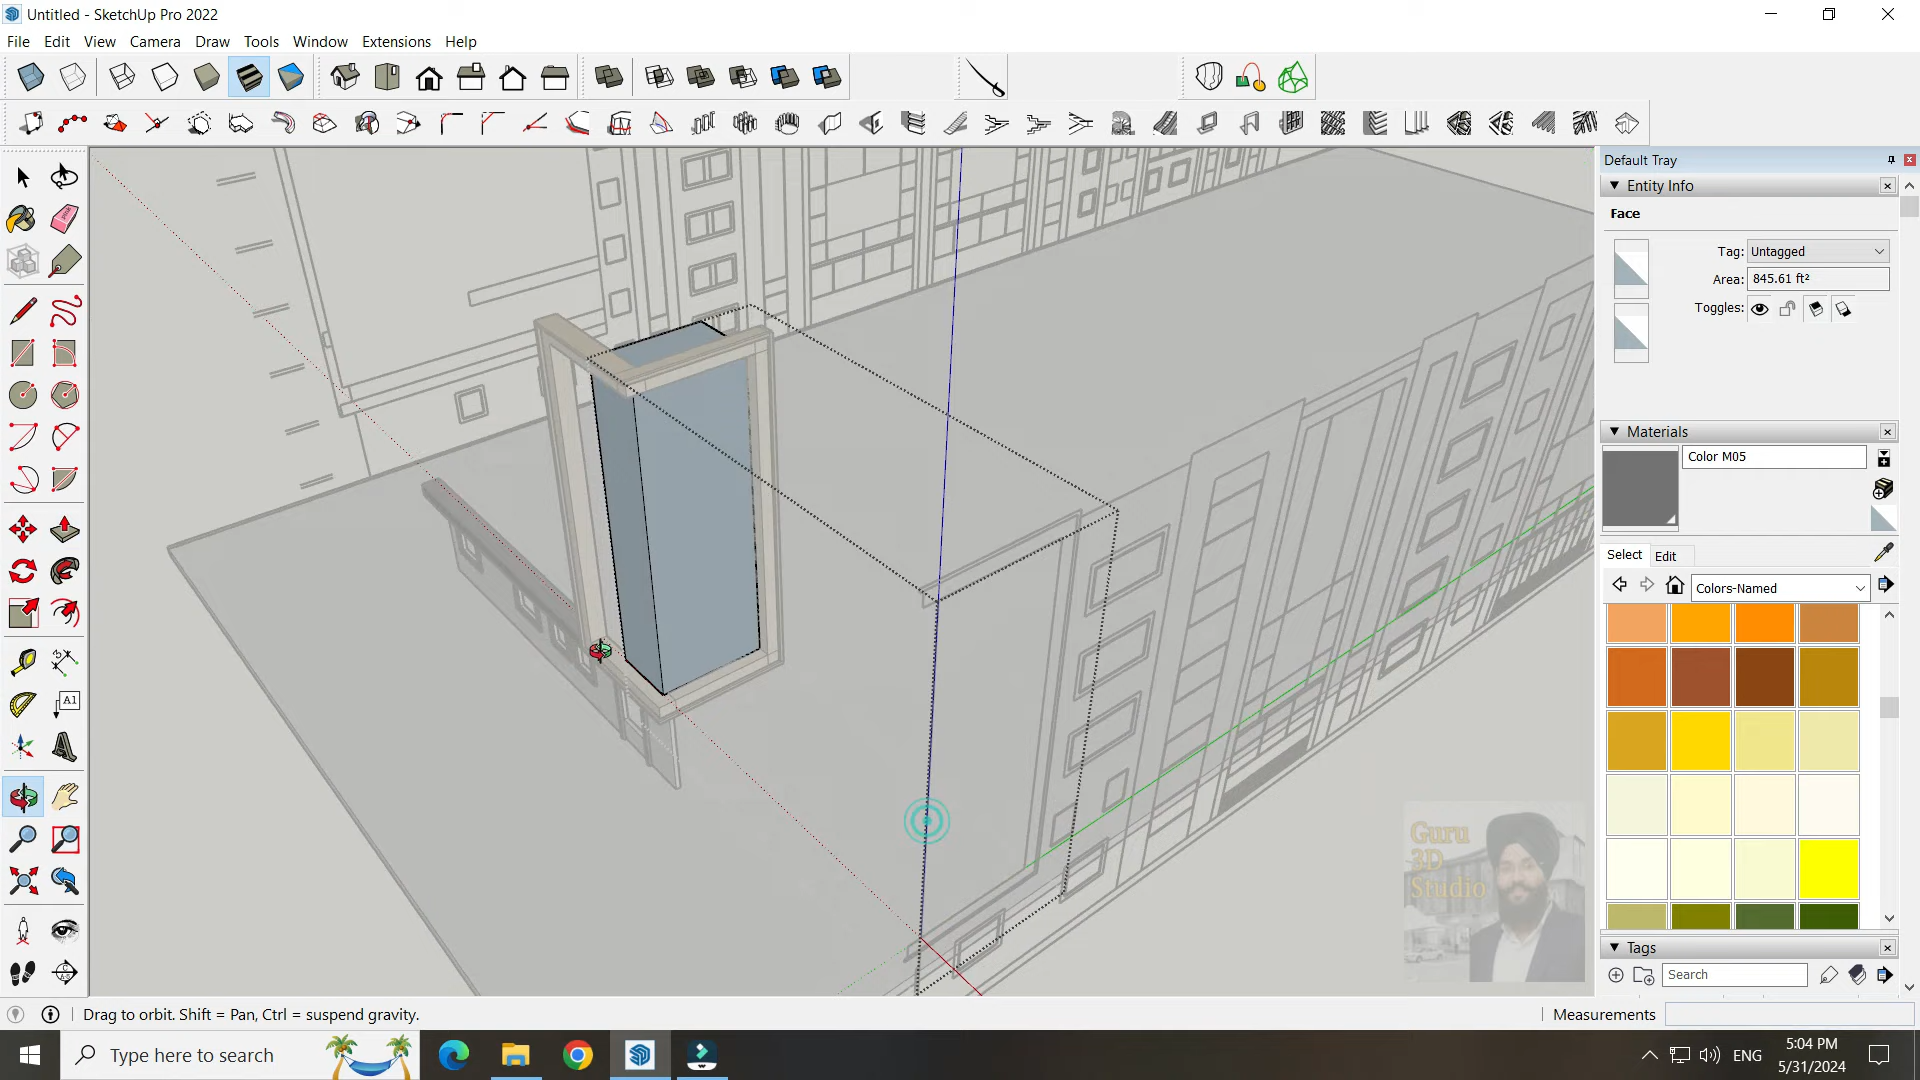 Untitled - SketchUp Pro 2022
File Edit View Camera Draw Tools Window Extensions Help
Default Tray
Entity Info
Face
Tag: Untagged
Area: 845.61 ft²
Toggles:
Materials
Color M05
Select Edit
Colors-Named
Guru
3D
Studio
Tags
Search
A1
Drag to orbit. Shift = Pan, Ctrl = suspend gravity.
Measurements
Type here to search
ENG
5:04 PM
5/31/2024